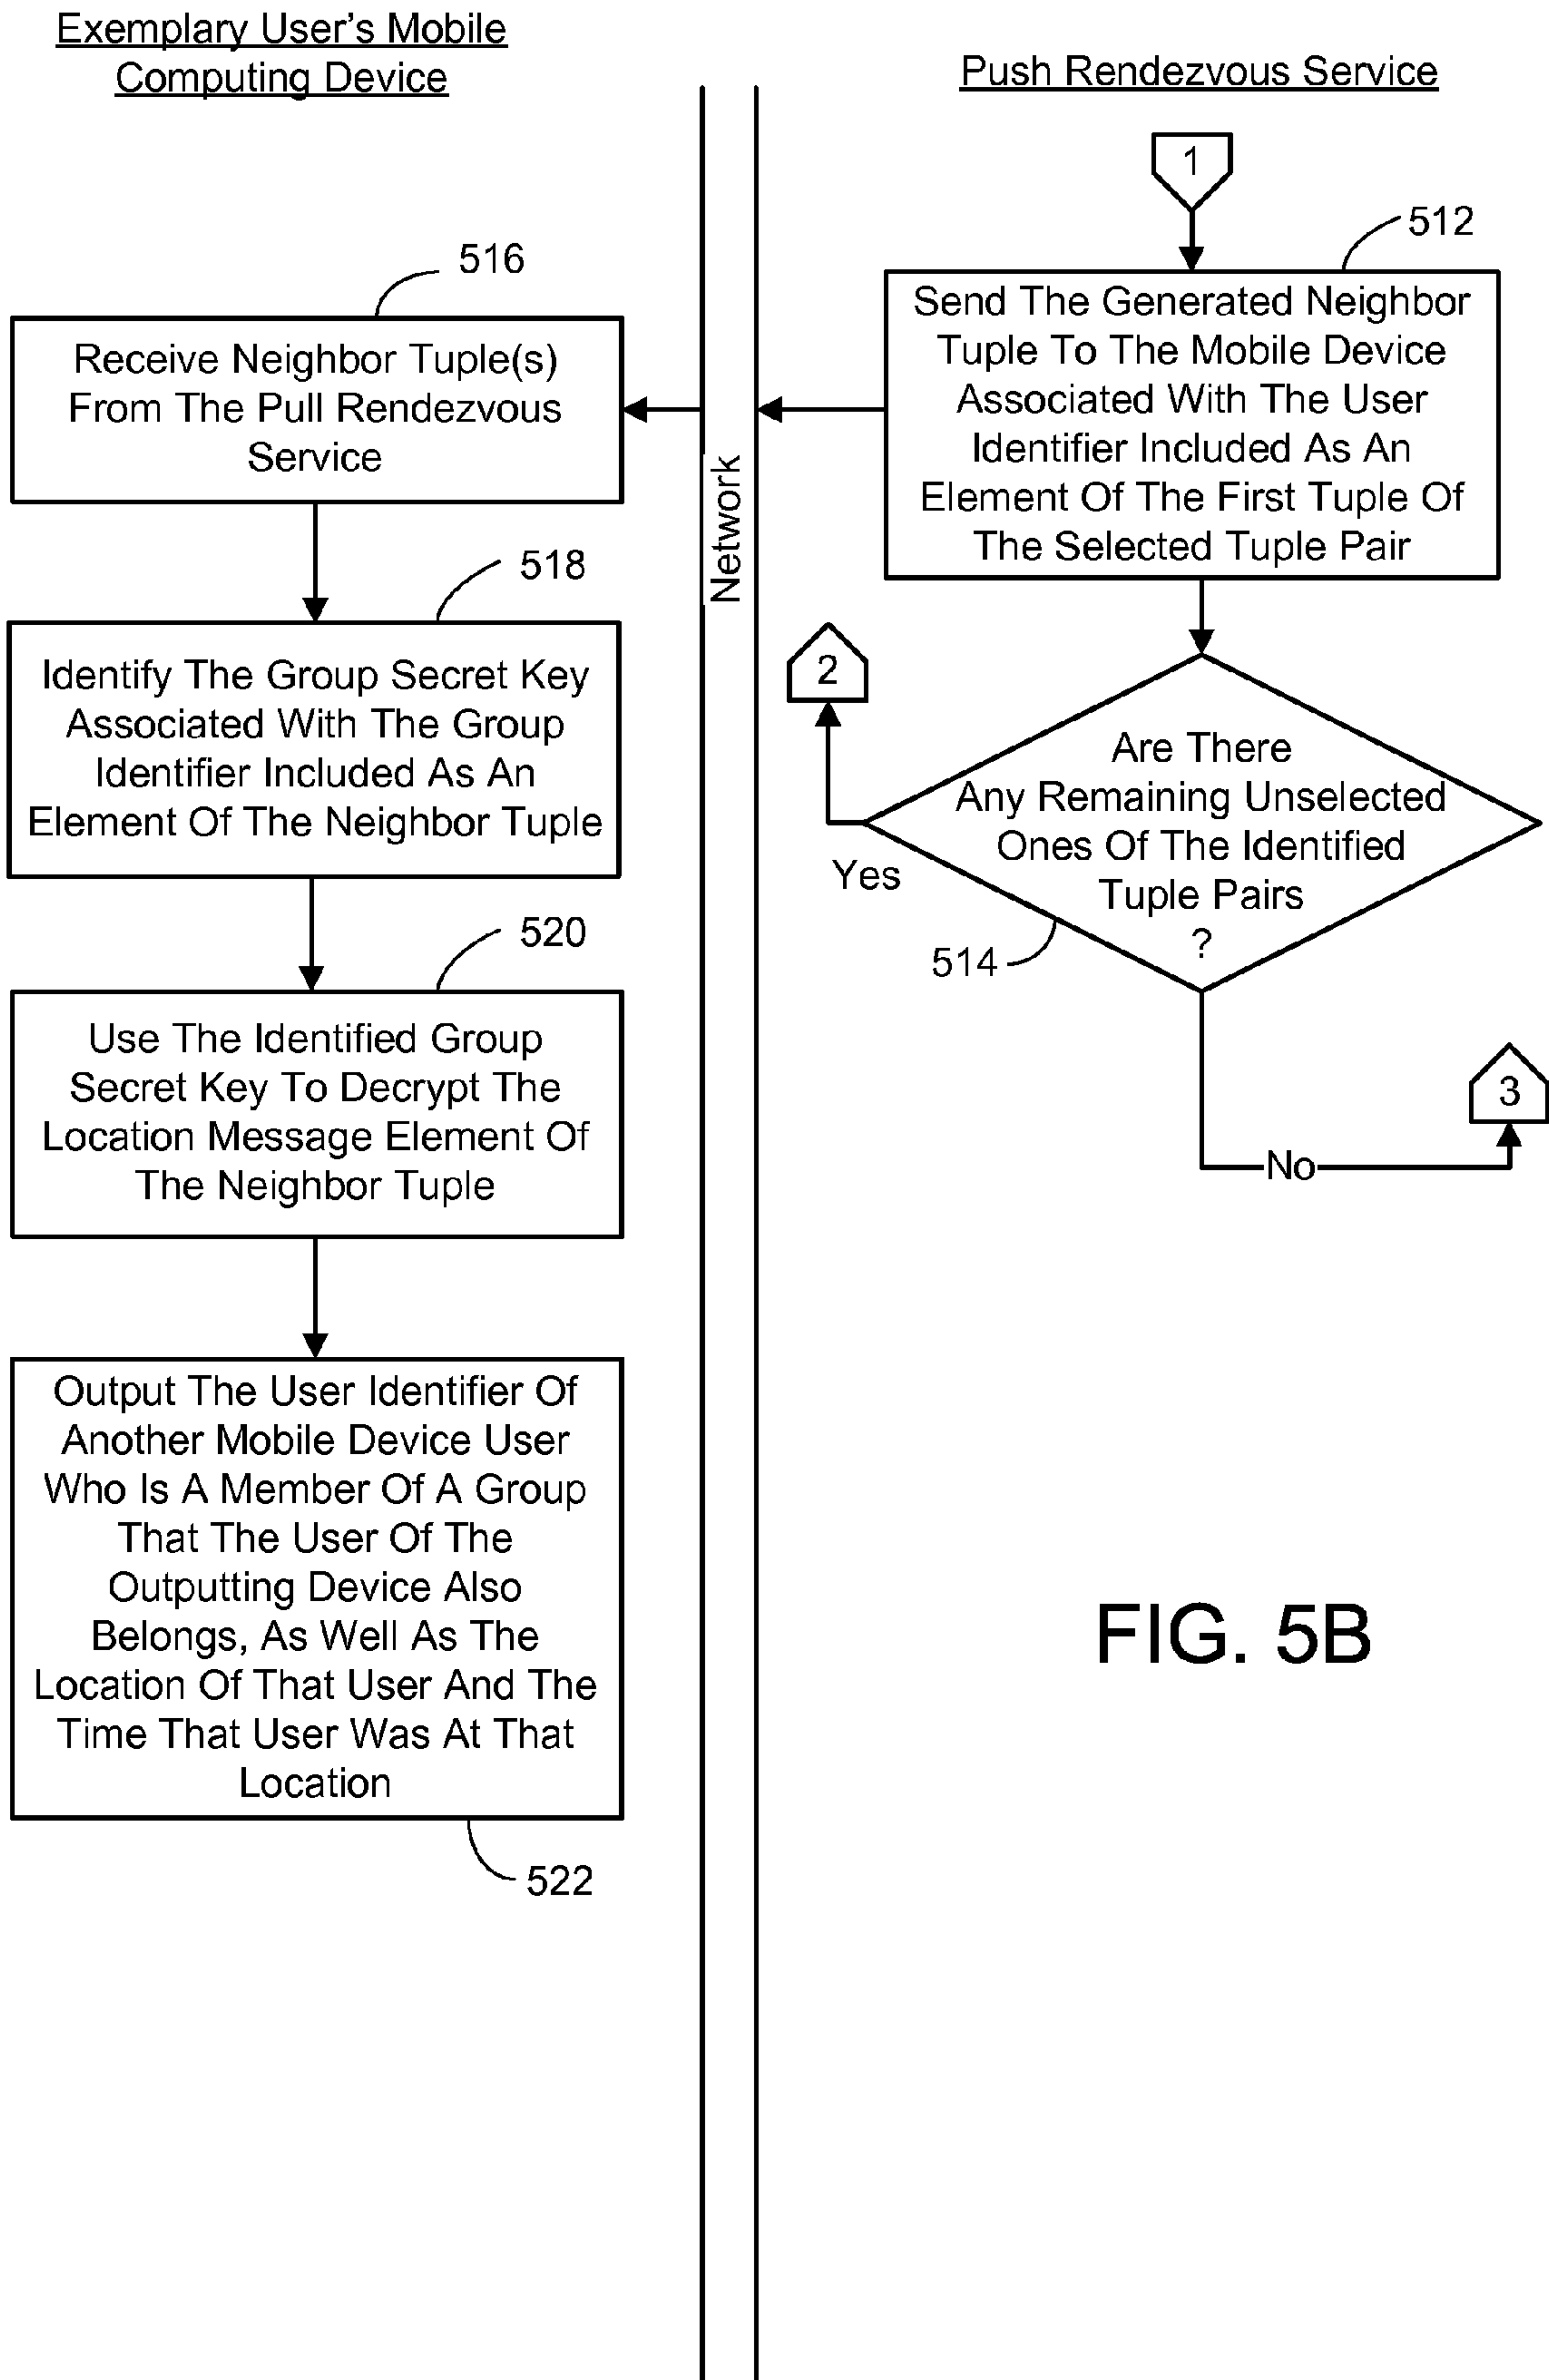 Exemplary User's Mobile
Computing Device
Push Rendezvous Service
1
512
Send The Generated Neighbor
Tuple To The Mobile Device
Associated With The User
Identifier Included As An
Element Of The First Tuple Of
The Selected Tuple Pair
516
Receive Neighbor Tuple(s)
From The Pull Rendezvous
Service
Network
518
Identify The Group Secret Key
Associated With The Group
Identifier Included As An
Element Of The Neighbor Tuple
2
Are There
Any Remaining Unselected
Ones Of The Identified
Tuple Pairs
?
Yes
514
520
Use The Identified Group
Secret Key To Decrypt The
Location Message Element Of
The Neighbor Tuple
3
No
Output The User Identifier Of
Another Mobile Device User
Who Is A Member Of A Group
That The User Of The
Outputting Device Also
Belongs, As Well As The
Location Of That User And The
Time That User Was At That
Location
522
FIG. 5B